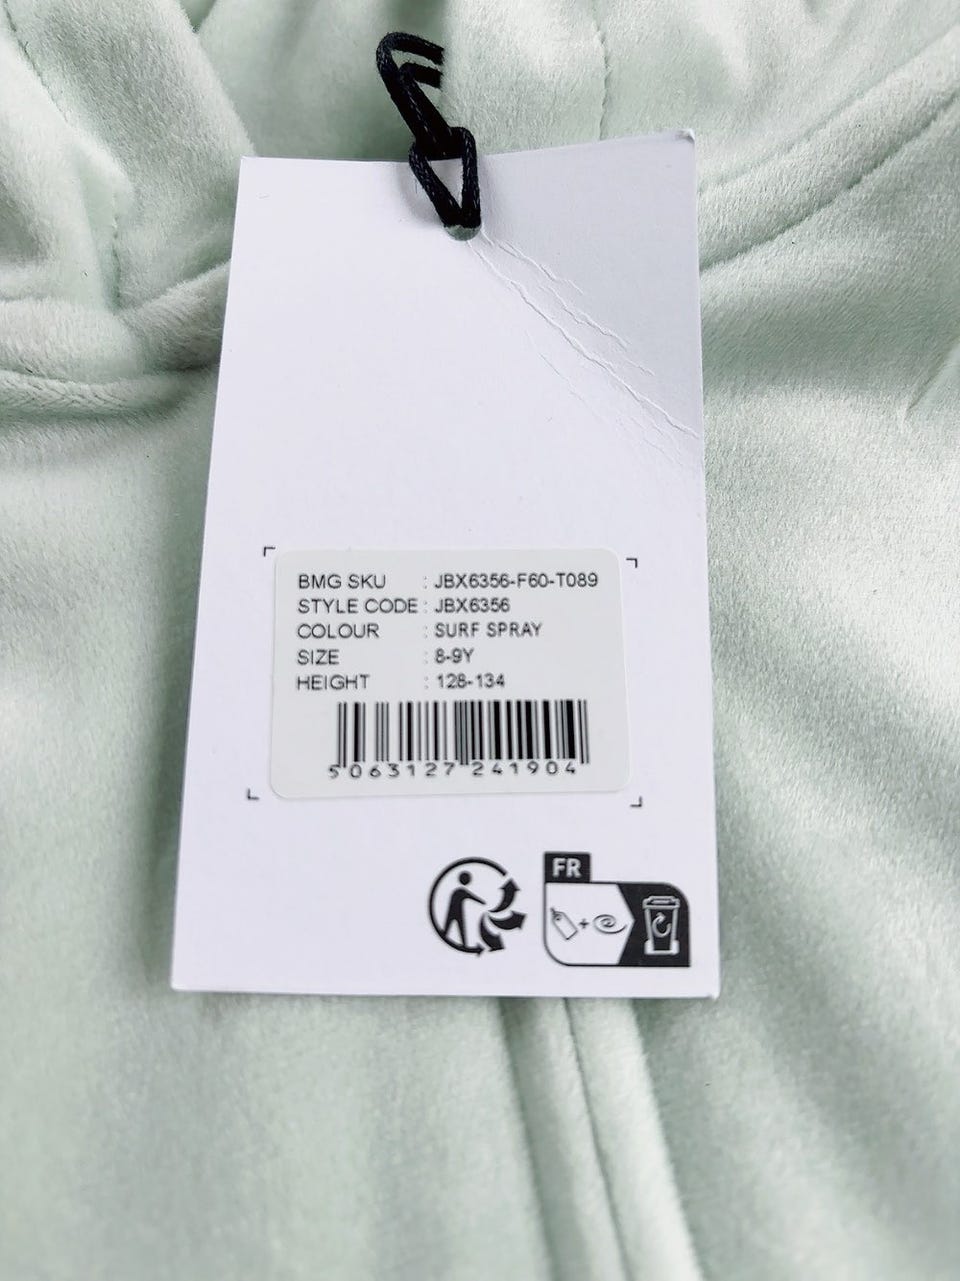 BMG SKU : JBX6356-F60-T089
STYLE CODE : JBX6356
COLOUR : SURF SPRAY
SIZE : 8-9Y
HEIGHT : 128-134
5063127241904
FR